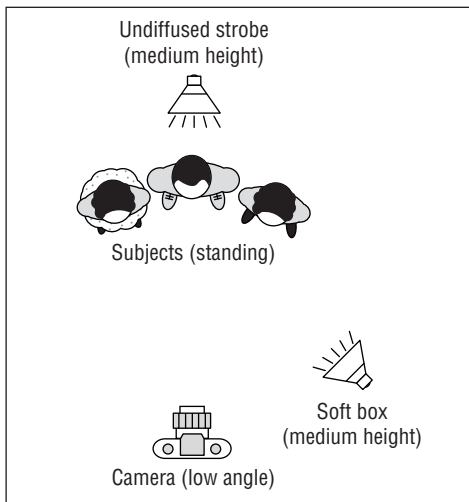 Undiffused strobe
(medium height)
Subjects (standing)
Soft box
(medium height)
Camera (low angle)